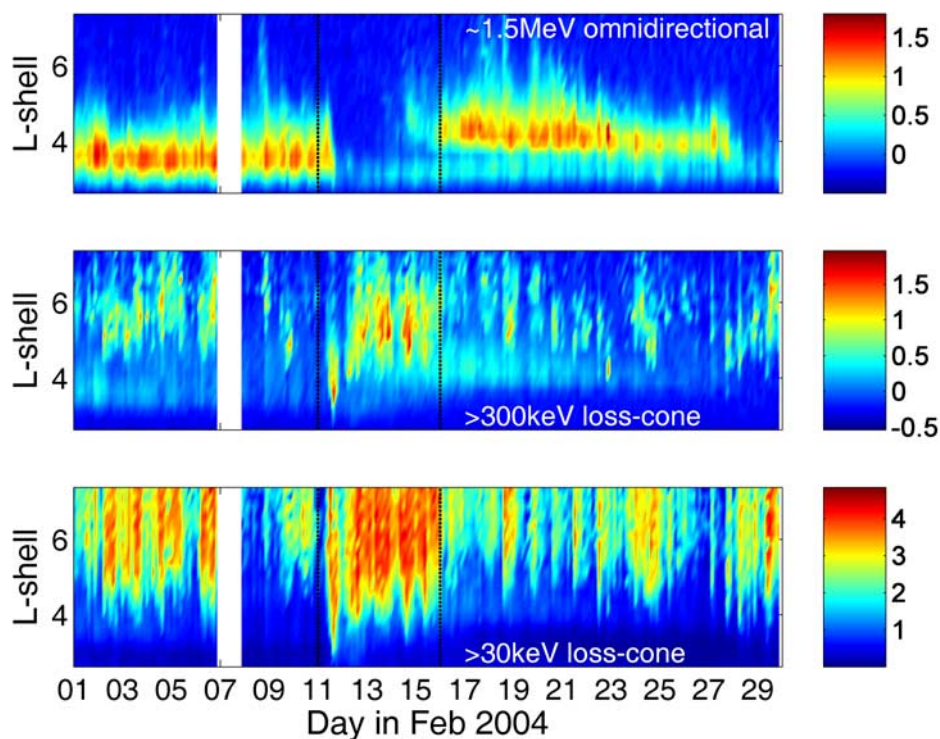 ~1.5MeV omnidirectional
L-shell
6
4
1.5
1
0.5
0
>300keV loss-cone
L-shell
6
4
1.5
1
0.5
0
-0.5
>30keV loss-cone
L-shell
6
4
4
3
2
1
01 03 05 07 09 11 13 15 17 19 21 23 25 27 29
Day in Feb 2004